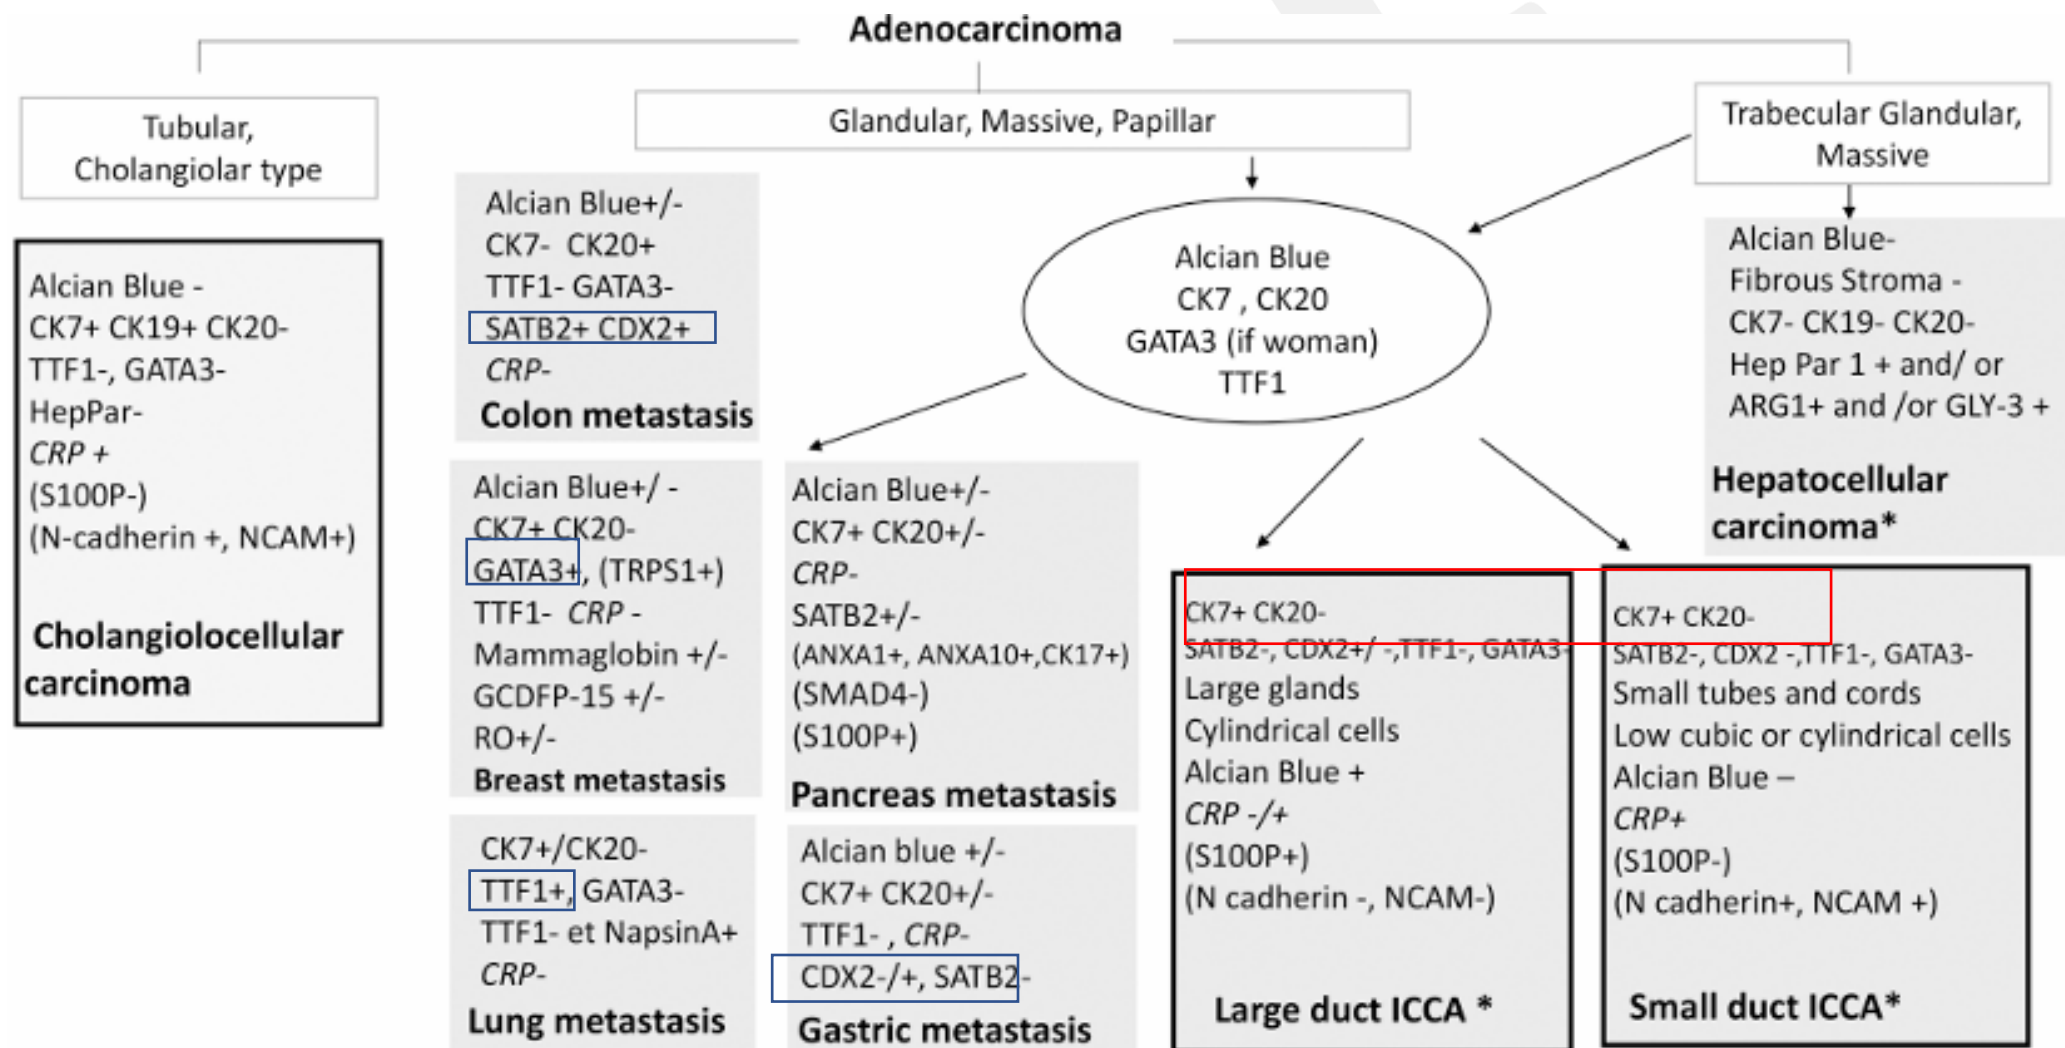 Adenocarcinoma
Tubular,
Cholangiolar type
Alcian Blue -
CK7+ CK19+ CK20-
TTF1-, GATA3-
HepPar-
CRP +
(S100P-)
(N-cadherin +, NCAM+)
Cholangiolocellular
carcinoma
Glandular, Massive, Papillar
Alcian Blue+/-
CK7- CK20+
TTF1- GATA3-
SATB2+ CDX2+
CRP-
Colon metastasis
Alcian Blue+/ -
CK7+ CK20-
GATA3+, (TRPS1+)
TTF1- CRP -
Mammaglobin +/-
GCDFP-15 +/-
RO+/-
Breast metastasis
CK7+/CK20-
TTF1+, GATA3-
TTF1- et NapsinA+
CRP-
Lung metastasis
Alcian Blue
CK7 , CK20
GATA3 (if woman)
TTF1
Alcian Blue+/-
CK7+ CK20+/-
CRP-
SATB2+/-
(ANXA1+, ANXA10+,CK17+)
(SMAD4-)
(S100P+)
Pancreas metastasis
Alcian blue +/-
CK7+ CK20+/-
TTF1- , CRP-
CDX2-/+, SATB2-
Gastric metastasis
CK7+ CK20-
SATB2-, CDX2+/ -,TTF1-, GATA3-
Large glands
Cylindrical cells
Alcian Blue +
CRP -/+
(S100P+)
(N cadherin -, NCAM-)
Large duct ICCA *
CK7+ CK20-
SATB2-, CDX2 -,TTF1-, GATA3-
Small tubes and cords
Low cubic or cylindrical cells
Alcian Blue –
CRP+
(S100P-)
(N cadherin+, NCAM +)
Small duct ICCA*
Trabecular Glandular,
Massive
Alcian Blue-
Fibrous Stroma -
CK7- CK19- CK20-
Hep Par 1 + and/ or
ARG1+ and /or GLY-3 +
Hepatocellular
carcinoma*